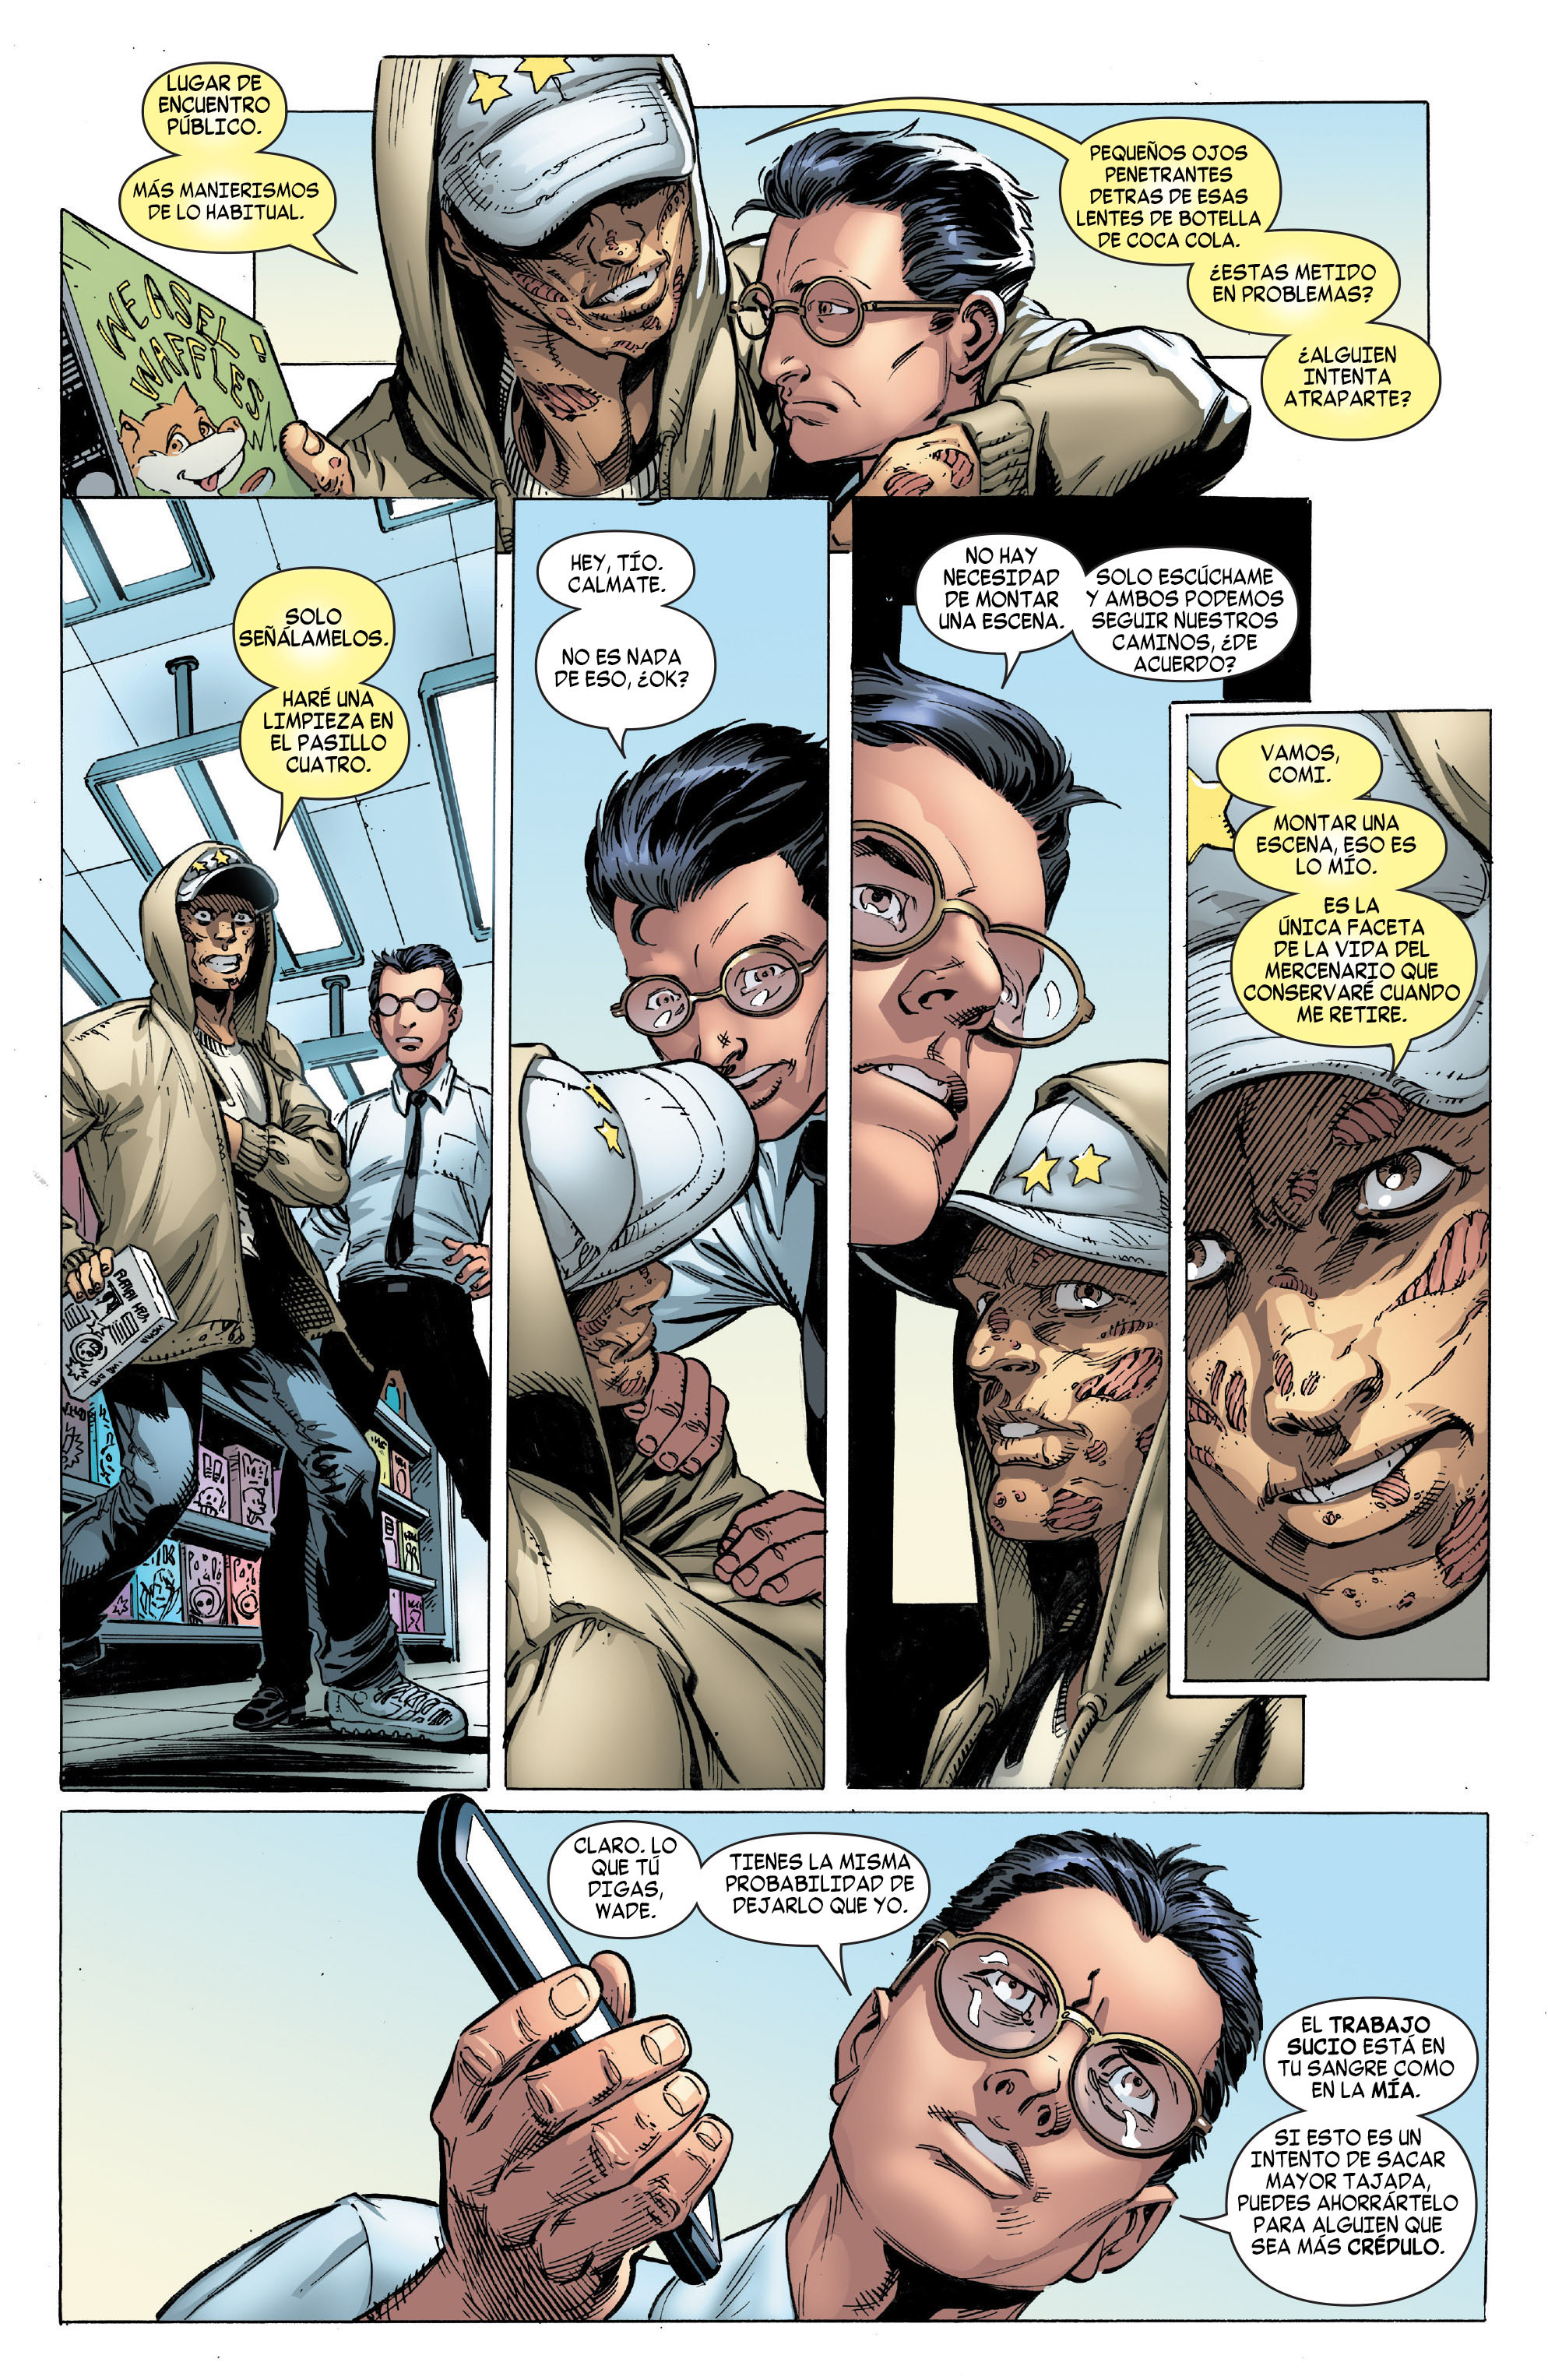 LUGAR DE
ENCUENTRO
PÚBLICO.
MÁS MANIERISMOS
DE LO HABITUAL.
WEASEL
WAFFLES
PEQUEÑOS OJOS
PENETRANTES
DETRAS DE ESAS
LENTES DE BOTELLA
DE COCA COLA.
¿ESTAS METIDO
EN PROBLEMAS?
¿ALGUIEN
INTENTA
ATRAPARTE?
SOLO
SEÑÁLAMELOS.
HARÉ UNA
LIMPIEZA EN
EL PASILLO
CUATRO.
HEY, TÍO.
CALMATE.
NO ES NADA
DE ESO, ¿OK?
NO HAY
NECESIDAD
DE MONTAR
UNA ESCENA.
SOLO ESCÚCHAME
Y AMBOS PODEMOS
SEGUIR NUESTROS
CAMINOS, ¿DE
ACUERDO?
VAMOS,
COMI.
MONTAR UNA
ESCENA, ESO ES
LO MÍO.
ES LA
ÚNICA FACETA
DE LA VIDA DEL
MERCENARIO QUE
CONSERVARÉ CUANDO
ME RETIRE.
CLARO. LO
QUE TÚ
DIGAS,
WADE.
TIENES LA MISMA
PROBABILIDAD DE
DEJARLO QUE YO.
EL TRABAJO
SUCIO ESTÁ EN
TU SANGRE COMO
EN LA MÍA.
SI ESTO ES UN
INTENTO DE SACAR
MAYOR TAJADA,
PUEDES AHORRÁRTELO
PARA ALGUIEN QUE
SEA MÁS CRÉDULO.